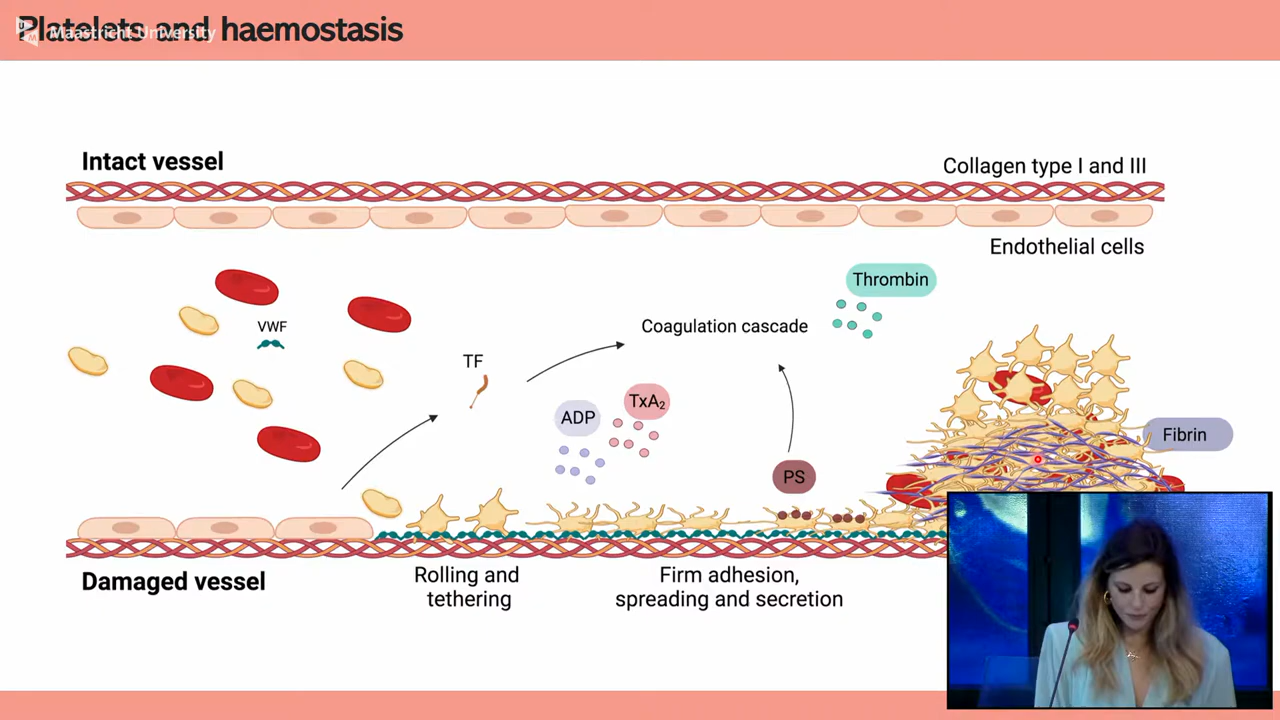 Platelets and haemostasis
Maastricht University
Intact vessel
Collagen type I and III
Endothelial cells
Thrombin
VWF
Coagulation cascade
TF
TxA₂
ADP
Fibrin
PS
Damaged vessel
Rolling and
tethering
Firm adhesion,
spreading and secretion